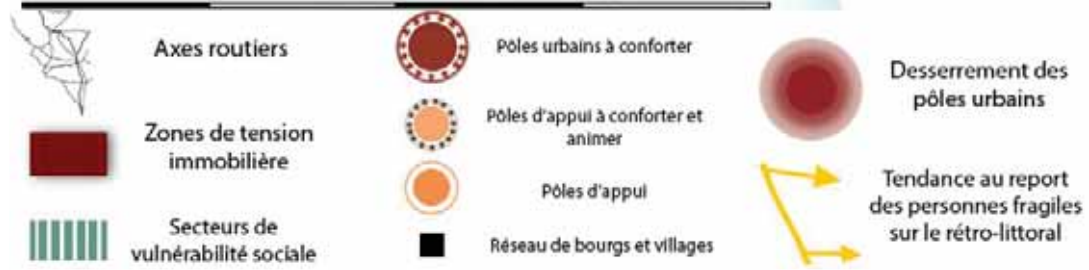 Axes routiers
Zones de tension
immobilière
Secteurs de
vulnérabilité sociale
Pôles urbains à conforter
Pôles d'appui à conforter et
animer
Pôles d'appui
Réseau de bourgs et villages
Desserrement des
pôles urbains
Tendance au report
des personnes fragiles
sur le rétro-littoral